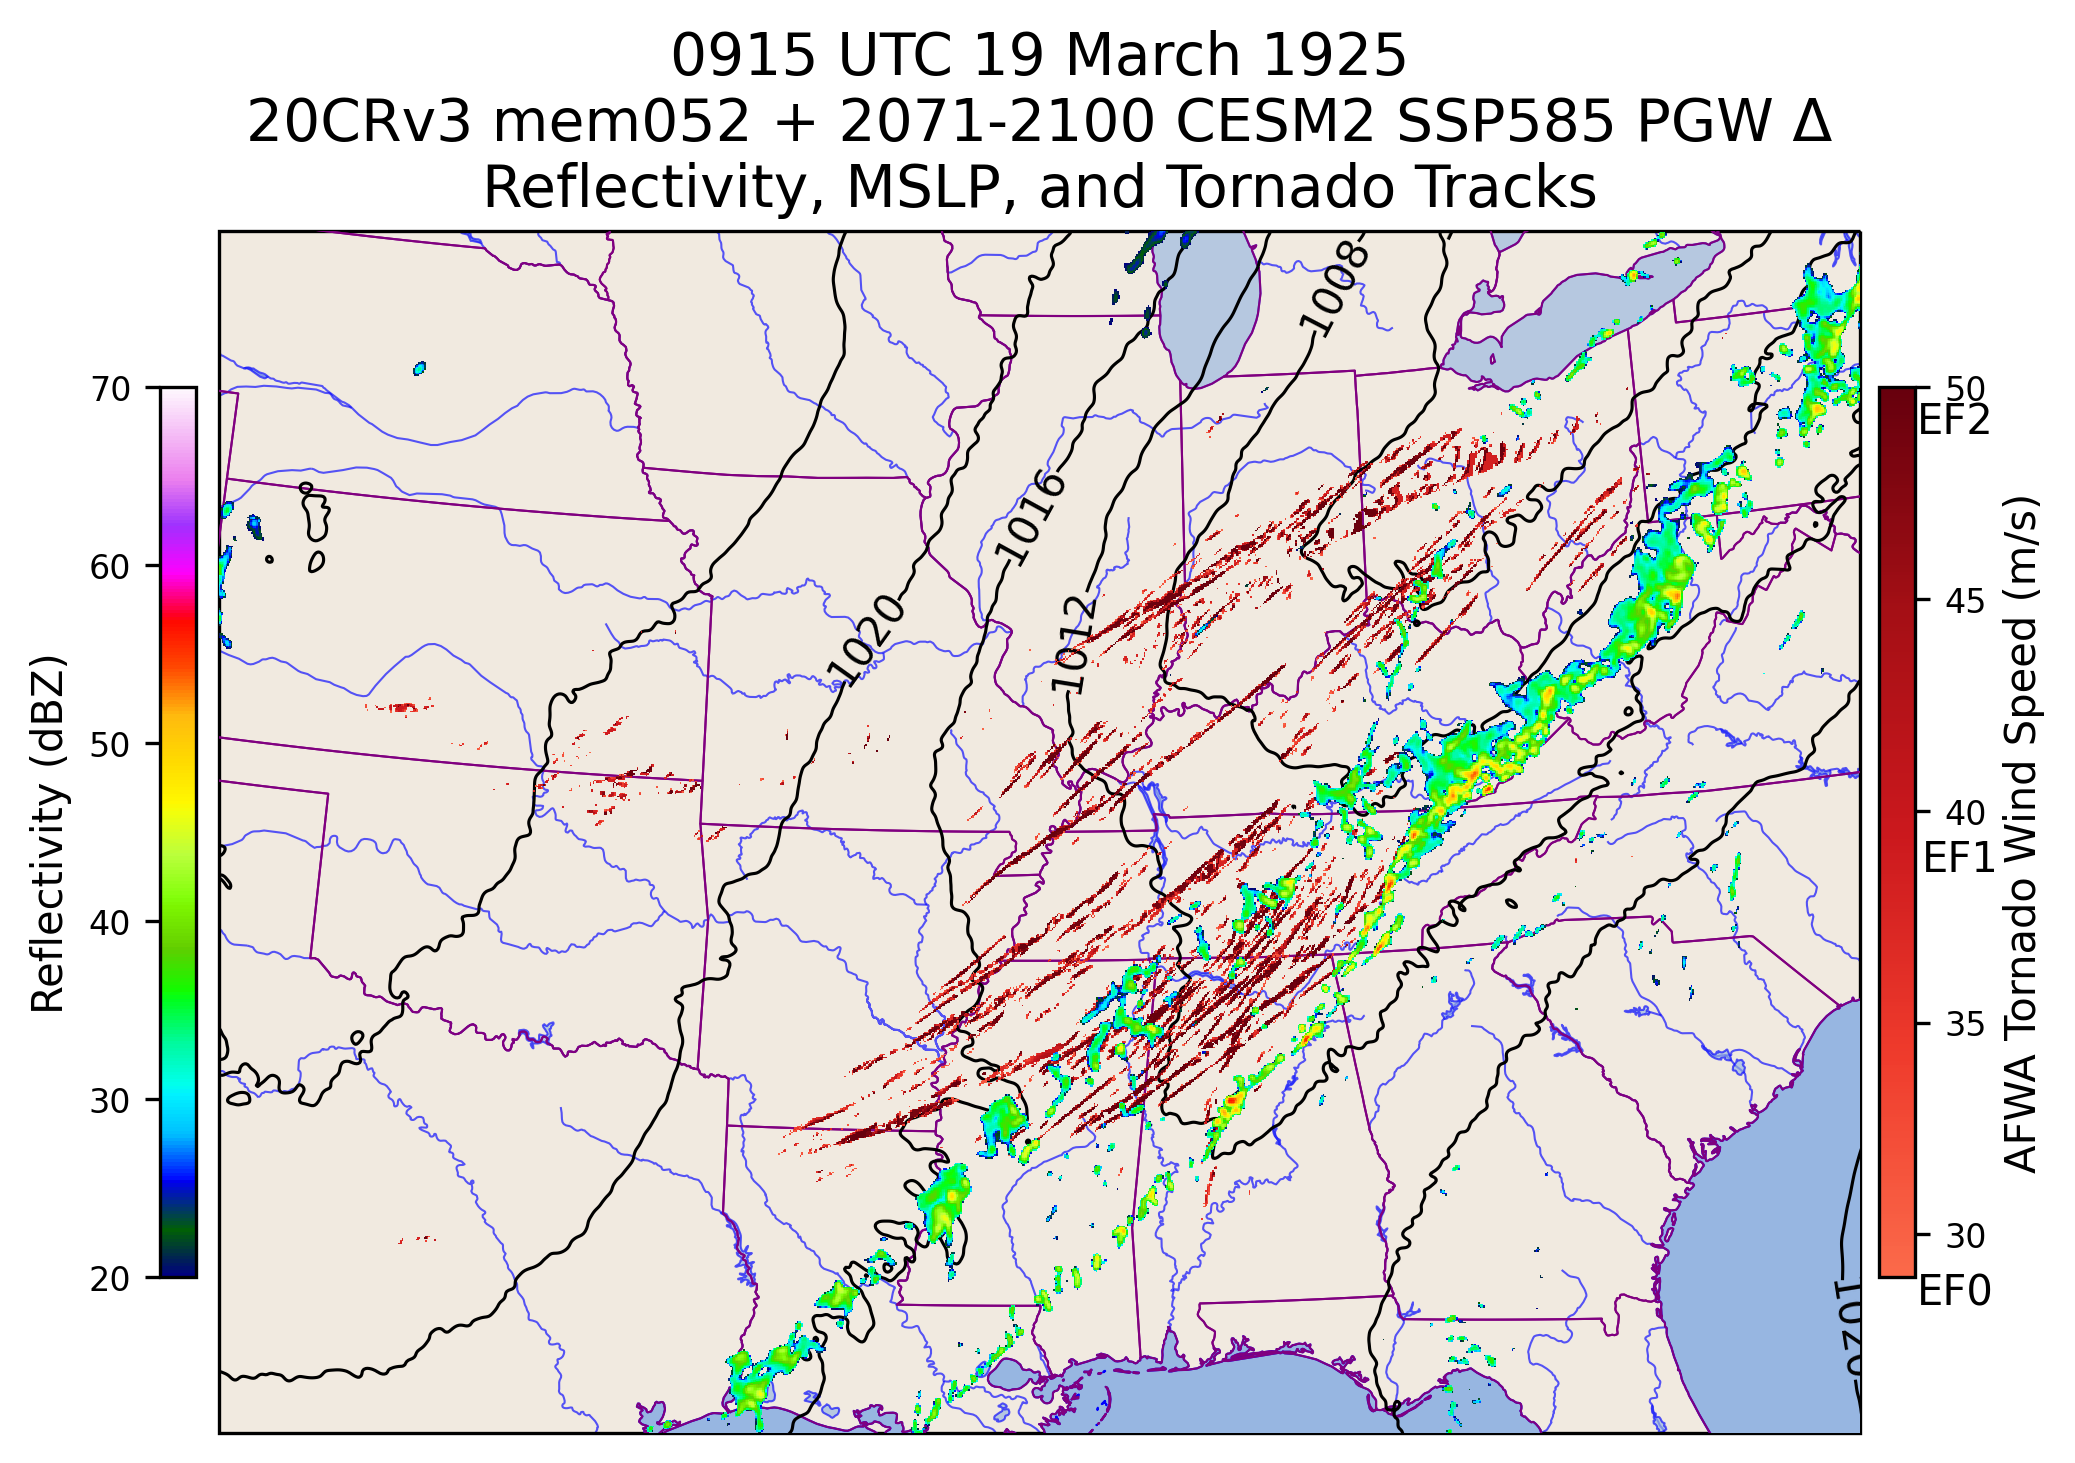 0915 UTC 19 March 1925
20CRv3 mem052 + 2071-2100 CESM2 SSP585 PGW Δ
Reflectivity, MSLP, and Tornado Tracks
Reflectivity (dBZ)
70
60
50
40
30
20
1008
1016
1012
1020
1020
50
EF2
45
40
EF1
35
30
EF0
AFWA Tornado Wind Speed (m/s)